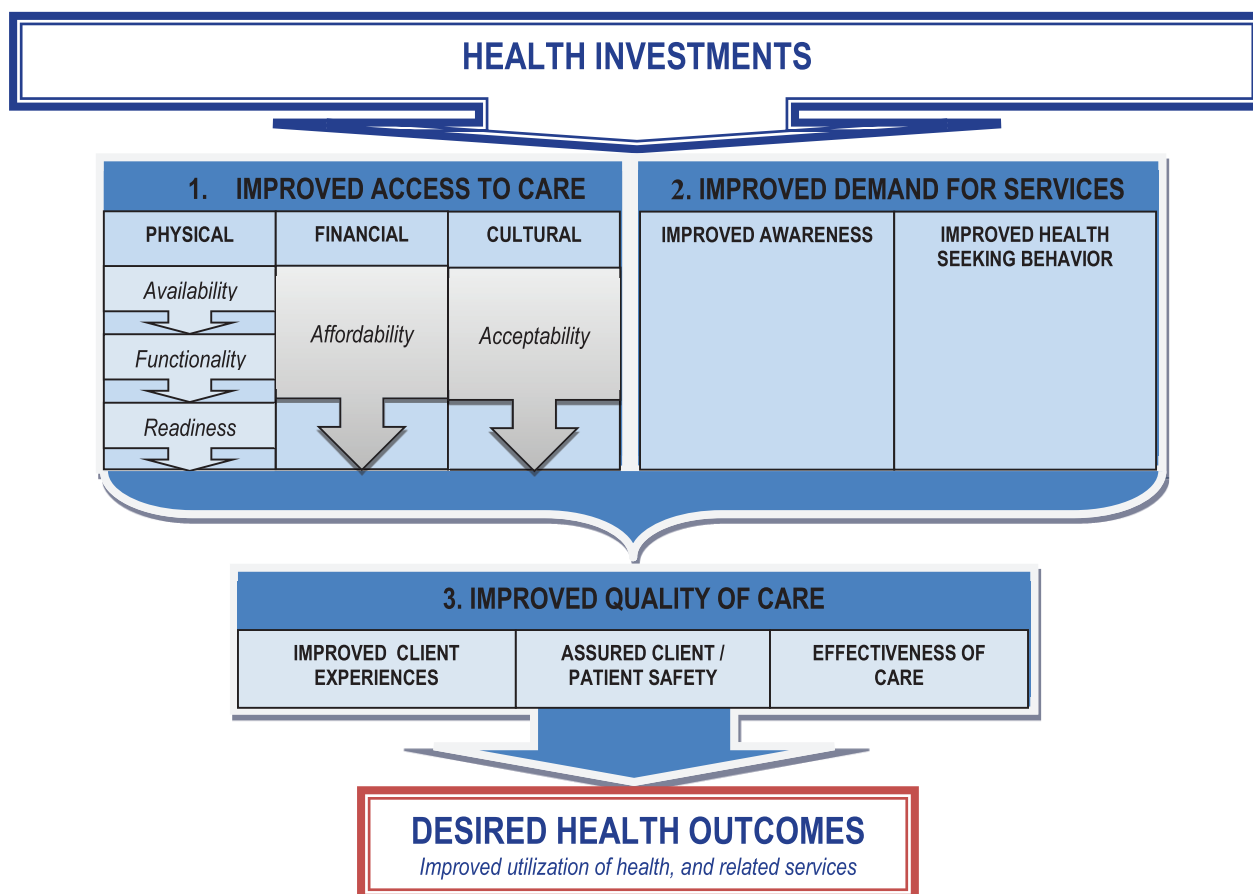 HEALTH INVESTMENTS
1. IMPROVED ACCESS TO CARE
PHYSICAL
FINANCIAL
CULTURAL
Availability
Functionality
Readiness
Affordability
Acceptability
2. IMPROVED DEMAND FOR SERVICES
IMPROVED AWARENESS
IMPROVED HEALTH
SEEKING BEHAVIOR
3. IMPROVED QUALITY OF CARE
IMPROVED CLIENT
EXPERIENCES
ASSURED CLIENT /
PATIENT SAFETY
EFFECTIVENESS OF
CARE
DESIRED HEALTH OUTCOMES
Improved utilization of health, and related services